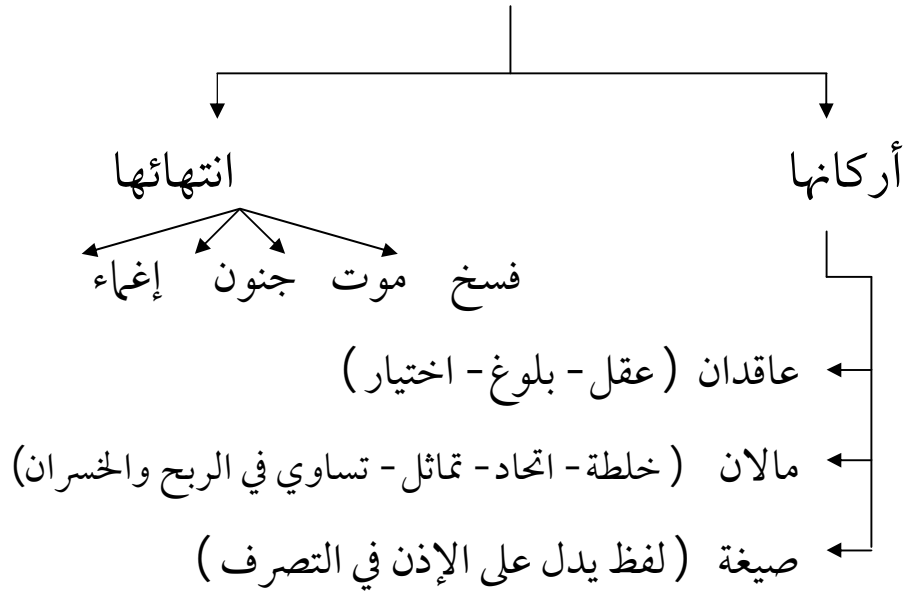 أركانها
انتهائها
فسخ موت جنون إغماء
عاقدان ( عقل - بلوغ - اختيار )
مالان ( خلطة - اتحاد - تماثل - تساوي في الربح والخسران)
صيغة ( لفظ يدل على الإذن في التصرف )